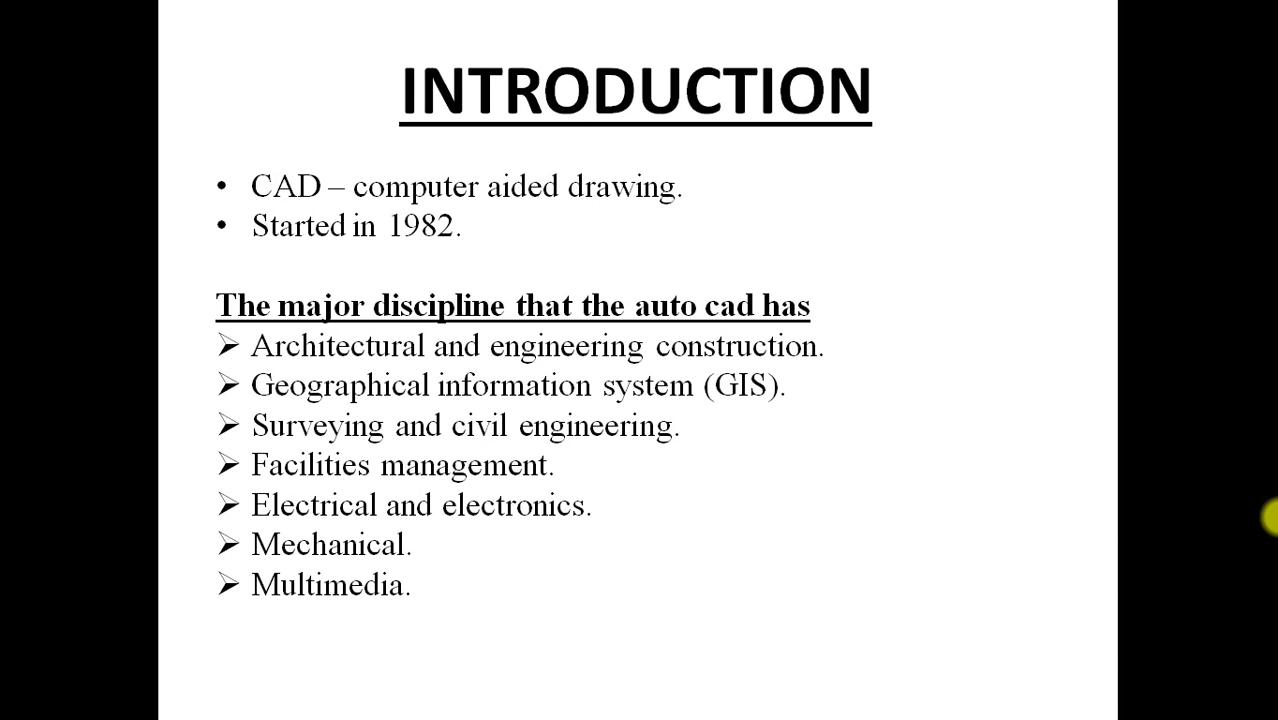 INTRODUCTION
• CAD – computer aided drawing.
• Started in 1982.
The major discipline that the auto cad has
➢ Architectural and engineering construction.
➢ Geographical information system (GIS).
➢ Surveying and civil engineering.
➢ Facilities management.
➢ Electrical and electronics.
➢ Mechanical.
➢ Multimedia.